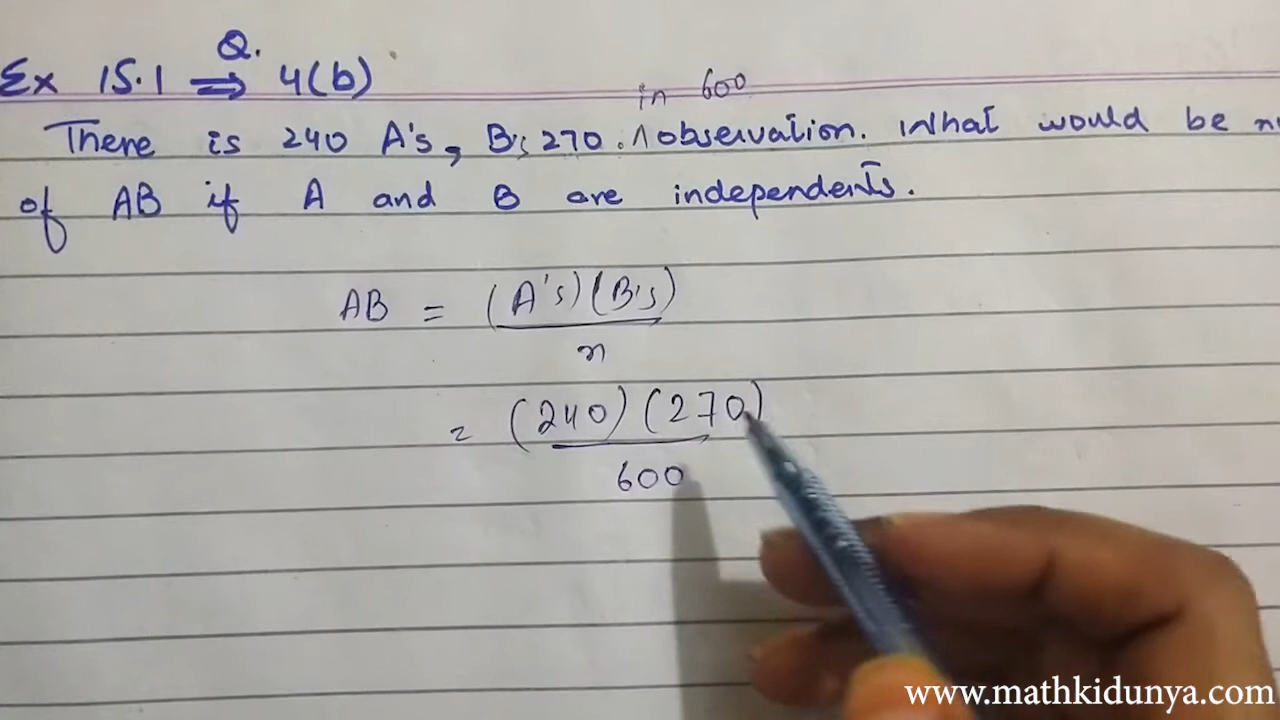 Ex 15.1 ⇒ Q. 4(b)
in 600
There is 240 A's, B's 270. ∧ observation. What would be
of AB if A and B are independents.
AB = (A's)(B's)
n
= (240)(270)
600
www.mathkidunya.com